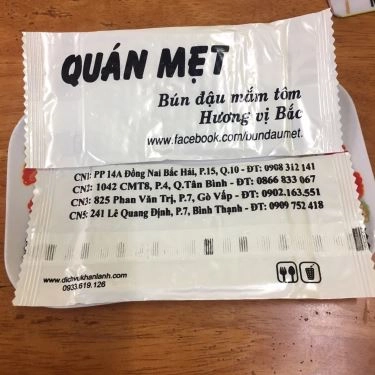 QUÁN MẸT
Bún đậu mắm tôm
Hương vị Bắc
www.facebook.com/bundaumet.
CN1: PP 14A Đồng Nai Bắc Hải, P.15, Q.10 - ĐT: 0908 312 141
CN2: 1042 CMT8, P.4, Q.Tân Bình - ĐT: 0866 833 067
CN3: 825 Phan Văn Trị, P.7, Gò Vấp - ĐT: 0902.163.551
CN5: 241 Lê Quang Định, P.7, Bình Thạnh - ĐT: 0909 752 418
www.dichvukhanlanh.com
0933.619.126